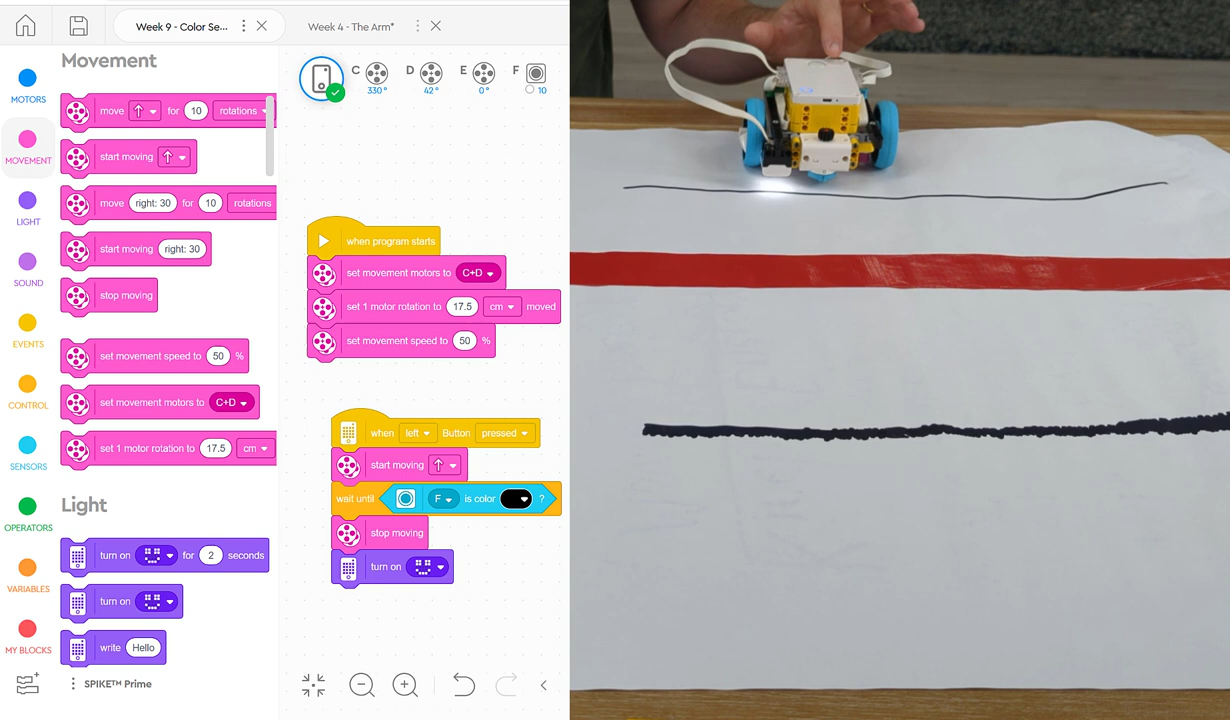 Week 9 - Color Se...
Week 4 - The Arm*
Movement
MOTORS
MOVEMENT
LIGHT
SOUND
EVENTS
CONTROL
SENSORS
OPERATORS
VARIABLES
MY BLOCKS
move for 10 rotations
start moving
move right: 30 for 10 rotations
start moving right: 30
stop moving
set movement speed to 50 %
set movement motors to C+D
set 1 motor rotation to 17.5 cm
Light
turn on for 2 seconds
turn on
write Hello
SPIKE™ Prime
C 330° D 42° E 0° F 10
when program starts
set movement motors to C+D
set 1 motor rotation to 17.5 cm moved
set movement speed to 50 %
when left Button pressed
start moving
wait until F is color ?
stop moving
turn on